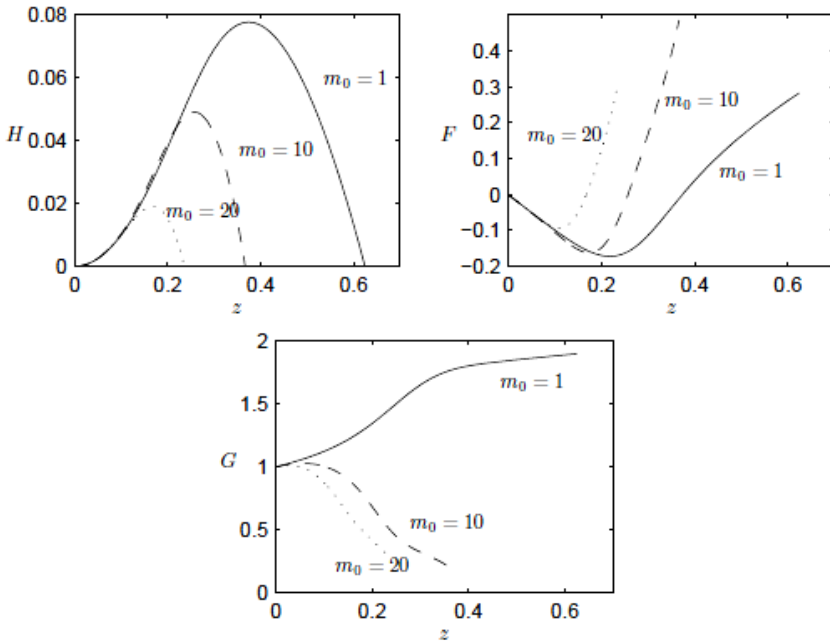 0.08
0.06
0.04
0.02
0
H
m₀ = 1
m₀ = 10
m₀ = 20
0 0.2 0.4 0.6
z
0.4
0.3
0.2
0.1
0
−0.1
−0.2
F
m₀ = 10
m₀ = 20
m₀ = 1
0 0.2 0.4 0.6
z
2
1.5
1
0.5
0
G
m₀ = 1
m₀ = 10
m₀ = 20
0 0.2 0.4 0.6
z